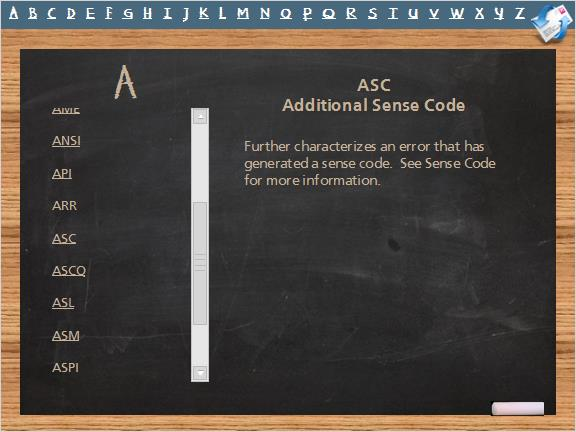 A B C D E F G H I J K L M N O P Q R S T U V W X Y Z
A
AME
ANSI
API
ARR
ASC
ASCQ
ASL
ASM
ASPI
ASC
Additional Sense Code
Further characterizes an error that has
generated a sense code. See Sense Code
for more information.